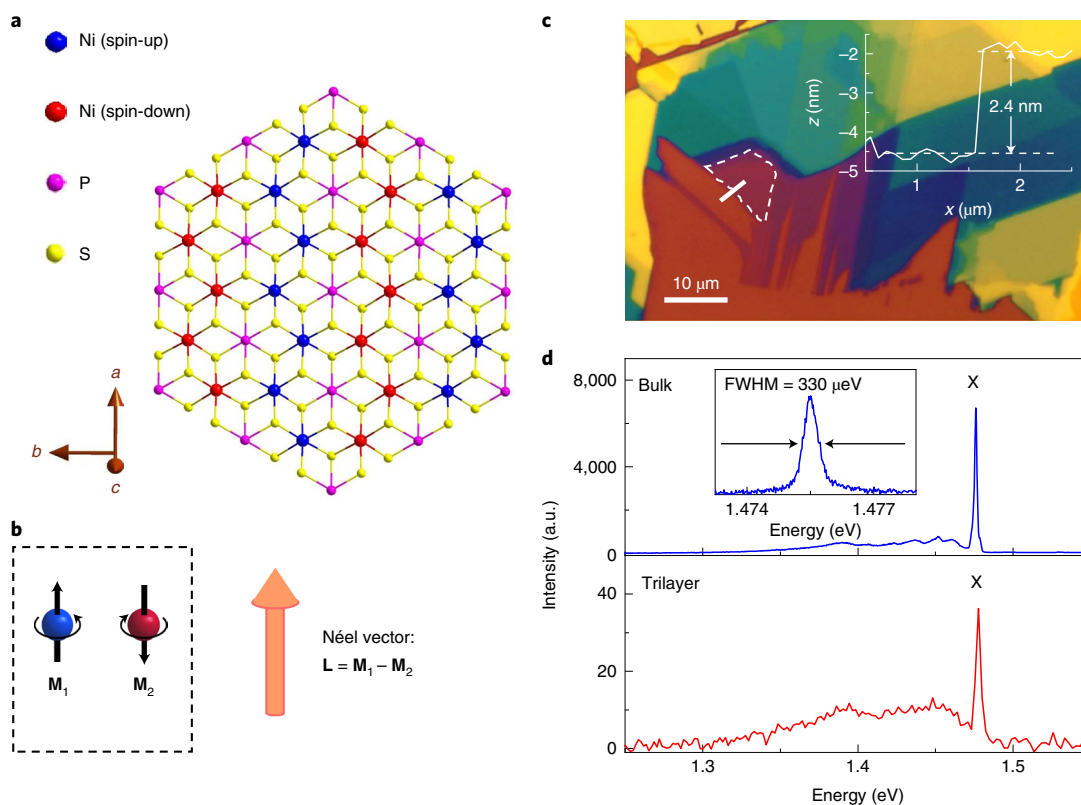 a
Ni (spin-up)
Ni (spin-down)
P
S
a
b
c
b
M1
M2
Néel vector:
L = M1 – M2
c
–2
–3
–4
–5
z (nm)
2.4 nm
1
2
x (μm)
10 μm
d
8,000
4,000
0
Bulk
X
FWHM = 330 μeV
1.474
1.477
Energy (eV)
Intensity (a.u.)
Trilayer
X
40
20
0
1.3
1.4
1.5
Energy (eV)